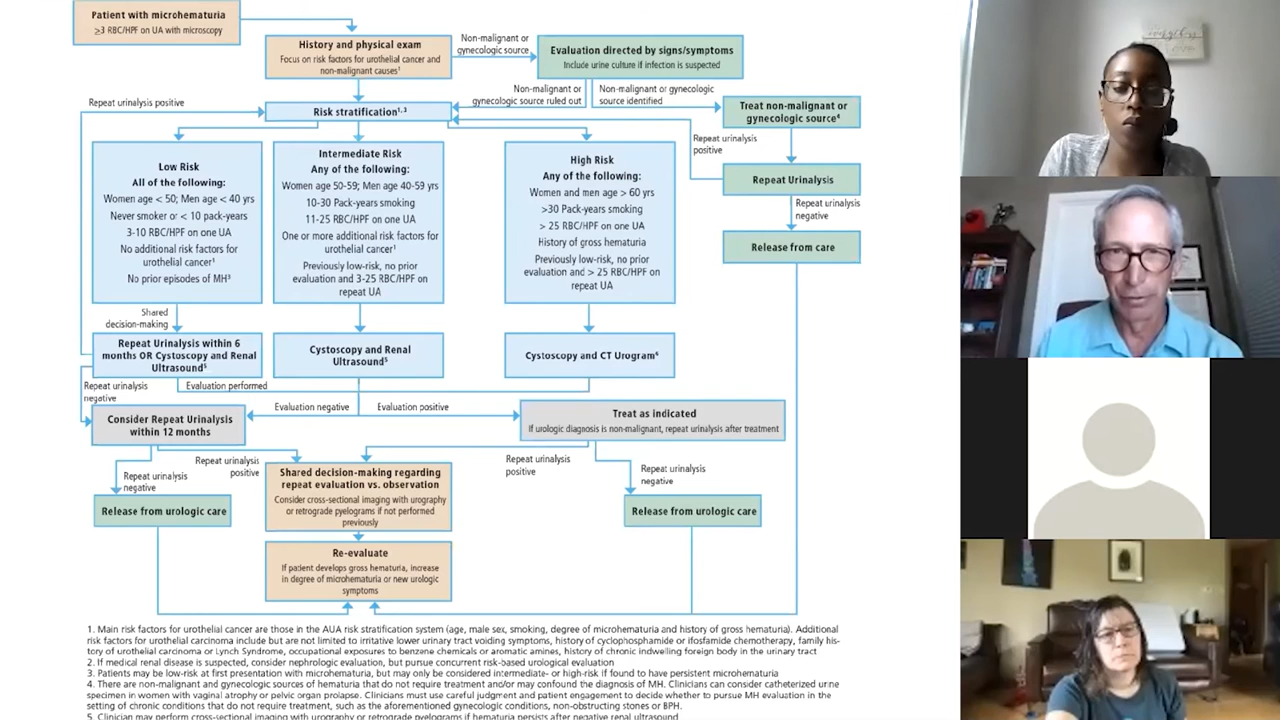 Patient with microhematuria
≥3 RBC/HPF on UA with microscopy
History and physical exam
Focus on risk factors for urothelial cancer and
non-malignant causes¹
Non-malignant or
gynecologic source
Evaluation directed by signs/symptoms
Include urine culture if infection is suspected
Repeat urinalysis positive
Risk stratification¹·³
Non-malignant or
gynecologic source ruled out
Non-malignant or gynecologic
source identified
Treat non-malignant or
gynecologic source⁴
Repeat urinalysis
positive
Repeat Urinalysis
Repeat urinalysis
negative
Release from care
Low Risk
All of the following:
Women age < 50; Men age < 40 yrs
Never smoker or < 10 pack-years
3-10 RBC/HPF on one UA
No additional risk factors for
urothelial cancer¹
No prior episodes of MH³
Intermediate Risk
Any of the following:
Women age 50-59; Men age 40-59 yrs
10-30 Pack-years smoking
11-25 RBC/HPF on one UA
One or more additional risk factors for
urothelial cancer¹
Previously low-risk, no prior
evaluation and 3-25 RBC/HPF on
repeat UA
High Risk
Any of the following:
Women and men age > 60 yrs
>30 Pack-years smoking
> 25 RBC/HPF on one UA
History of gross hematuria
Previously low-risk, no prior
evaluation and > 25 RBC/HPF on
repeat UA
Shared
decision-making
Repeat Urinalysis within 6
months OR Cystoscopy and Renal
Ultrasound⁵
Cystoscopy and Renal
Ultrasound⁵
Cystoscopy and CT Urogram⁶
Repeat urinalysis
negative
Evaluation performed
Evaluation negative
Evaluation positive
Consider Repeat Urinalysis
within 12 months
Treat as indicated
If urologic diagnosis is non-malignant, repeat urinalysis after treatment
Repeat urinalysis
negative
Repeat urinalysis
positive
Shared decision-making regarding
repeat evaluation vs. observation
Consider cross-sectional imaging with urography
or retrograde pyelograms if not performed
previously
Repeat urinalysis
positive
Repeat urinalysis
negative
Release from urologic care
Release from urologic care
Re-evaluate
If patient develops gross hematuria, increase
in degree of microhematuria or new urologic
symptoms
1. Main risk factors for urothelial cancer are those in the AUA risk stratification system (age, male sex, smoking, degree of microhematuria and history of gross hematuria). Additional
risk factors for urothelial carcinoma include but are not limited to irritative lower urinary tract voiding symptoms, history of cyclophosphamide or ifosfamide chemotherapy, family his-
tory of urothelial carcinoma or Lynch Syndrome, occupational exposures to benzene chemicals or aromatic amines, history of chronic indwelling foreign body in the urinary tract
2. If medical renal disease is suspected, consider nephrologic evaluation, but pursue concurrent risk-based urological evaluation
3. Patients may be low-risk at first presentation with microhematuria, but may only be considered intermediate- or high-risk if found to have persistent microhematuria
4. There are non-malignant and gynecologic sources of hematuria that do not require treatment and/or may confound the diagnosis of MH. Clinicians can consider catheterized urine
specimen in women with vaginal atrophy or pelvic organ prolapse. Clinicians must use careful judgment and patient engagement to decide whether to pursue MH evaluation in the
setting of chronic conditions that do not require treatment, such as the aforementioned gynecologic conditions, non-obstructing stones or BPH.
5. Clinician may perform cross-sectional imaging with urography or retrograde pyelograms if hematuria persists after negative renal ultrasound